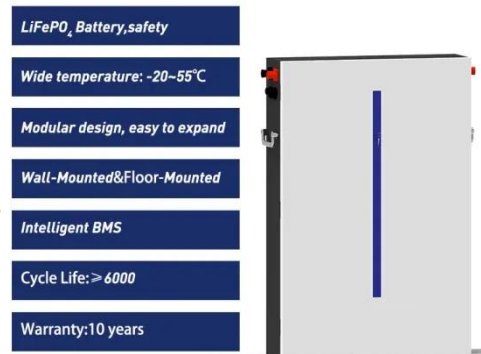 LiFePO₄ Battery,safety
Wide temperature: -20~55℃
Modular design, easy to expand
Wall-Mounted&Floor-Mounted
Intelligent BMS
Cycle Life:≥6000
Warranty:10 years